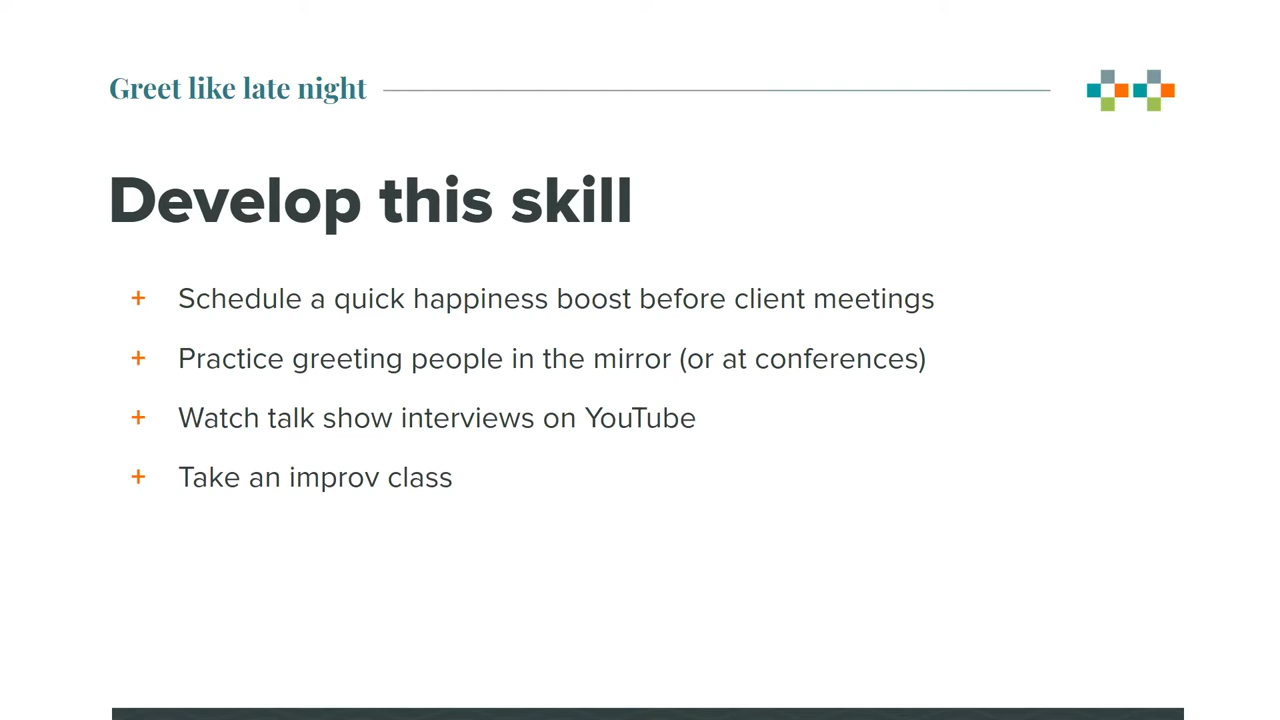 Greet like late night
Develop this skill
+ Schedule a quick happiness boost before client meetings
+ Practice greeting people in the mirror (or at conferences)
+ Watch talk show interviews on YouTube
+ Take an improv class